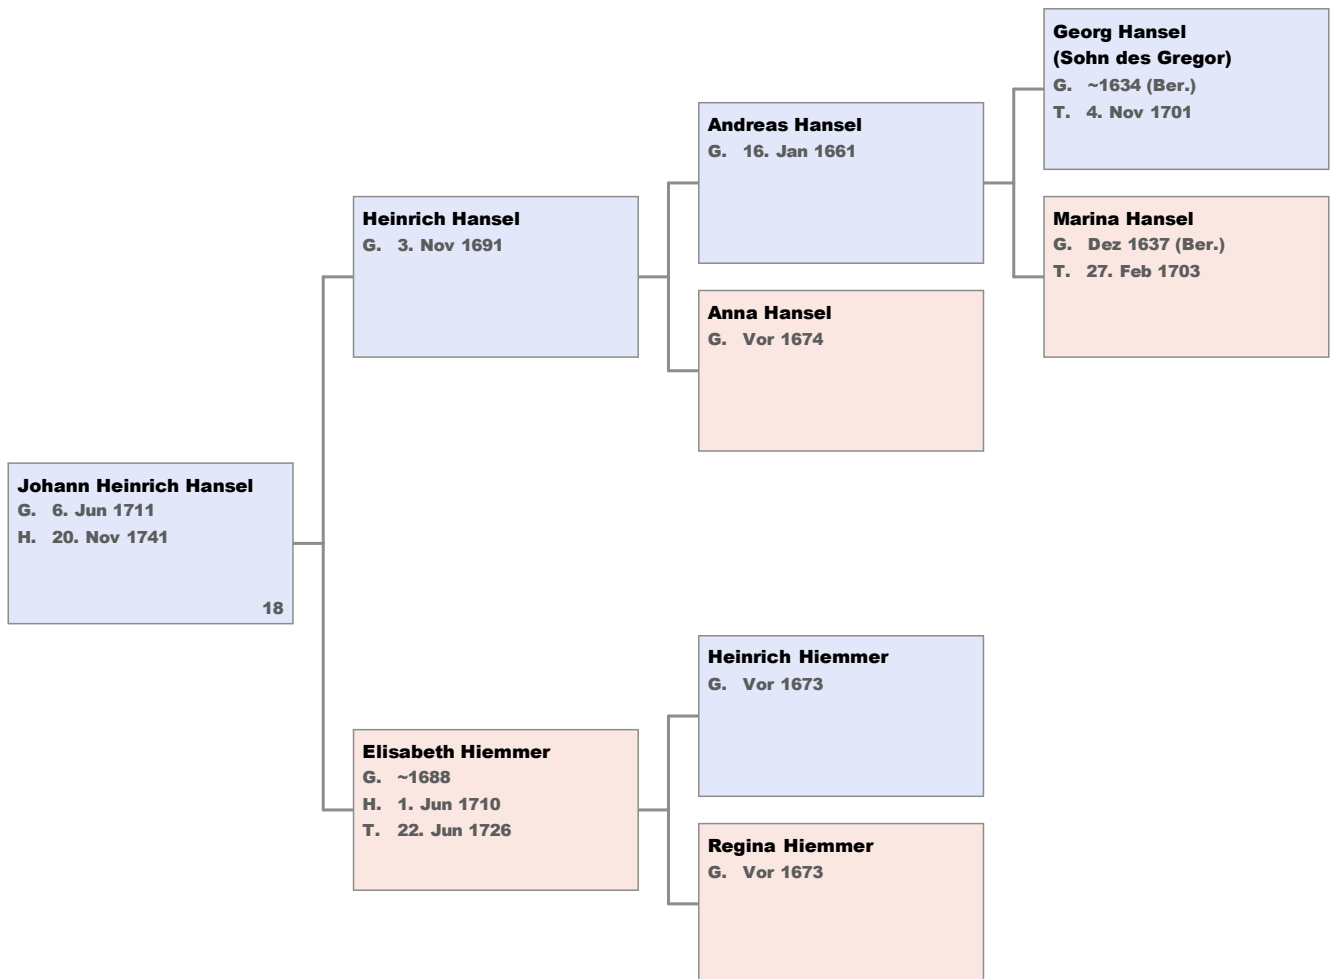 Georg Hansel
(Sohn des Gregor)
G. ~1634 (Ber.)
T. 4. Nov 1701
Andreas Hansel
G. 16. Jan 1661
Marina Hansel
G. Dez 1637 (Ber.)
T. 27. Feb 1703
Heinrich Hansel
G. 3. Nov 1691
Anna Hansel
G. Vor 1674
Johann Heinrich Hansel
G. 6. Jun 1711
H. 20. Nov 1741
18
Heinrich Hiemmer
G. Vor 1673
Elisabeth Hiemmer
G. ~1688
H. 1. Jun 1710
T. 22. Jun 1726
Regina Hiemmer
G. Vor 1673